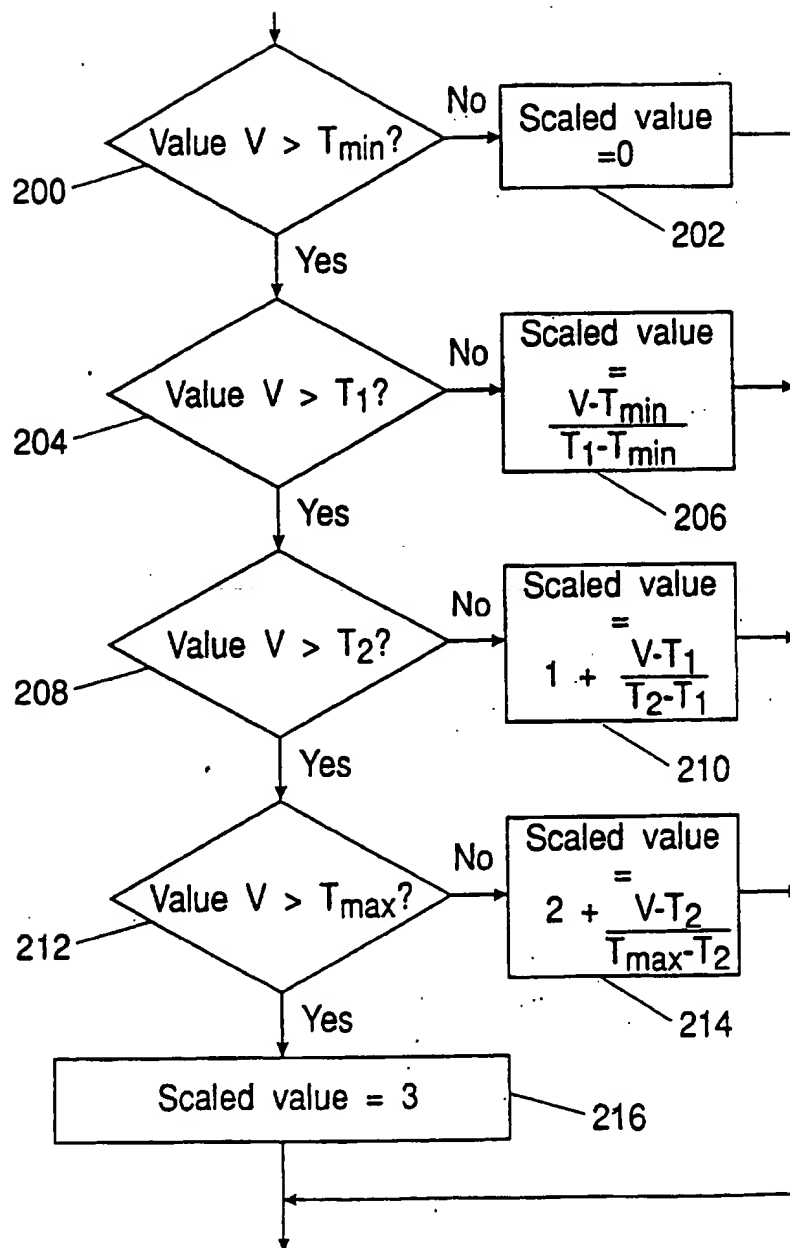 No
Scaled value
=0
Value V > Tmin?
200
202
Yes
No
Scaled value
=
V-Tmin
T1-Tmin
Value V > T1?
204
206
Yes
No
Scaled value
=
1 + V-T1
T2-T1
Value V > T2?
208
210
Yes
No
Scaled value
=
2 + V-T2
Tmax-T2
Value V > Tmax?
212
214
Yes
Scaled value = 3
216